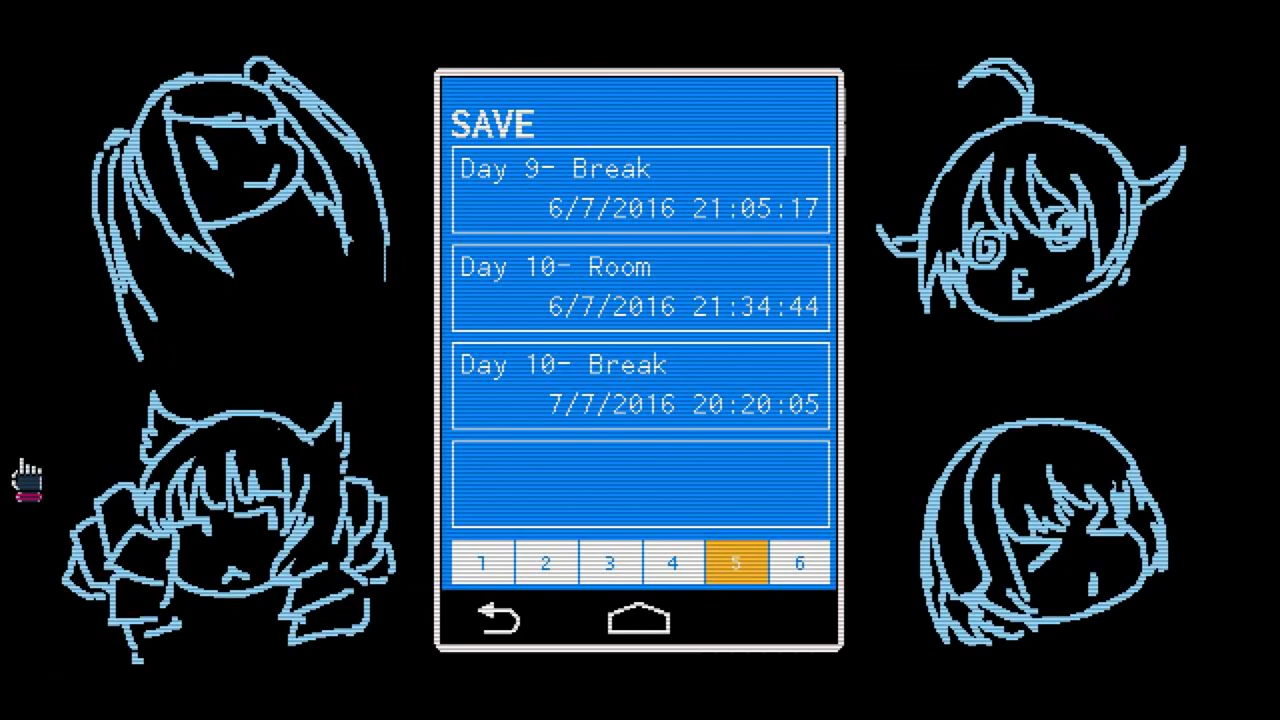 SAVE
Day 9- Break
6/7/2016 21:05:17
Day 10- Room
6/7/2016 21:34:44
Day 10- Break
7/7/2016 20:20:05
1 2 3 4 5 6